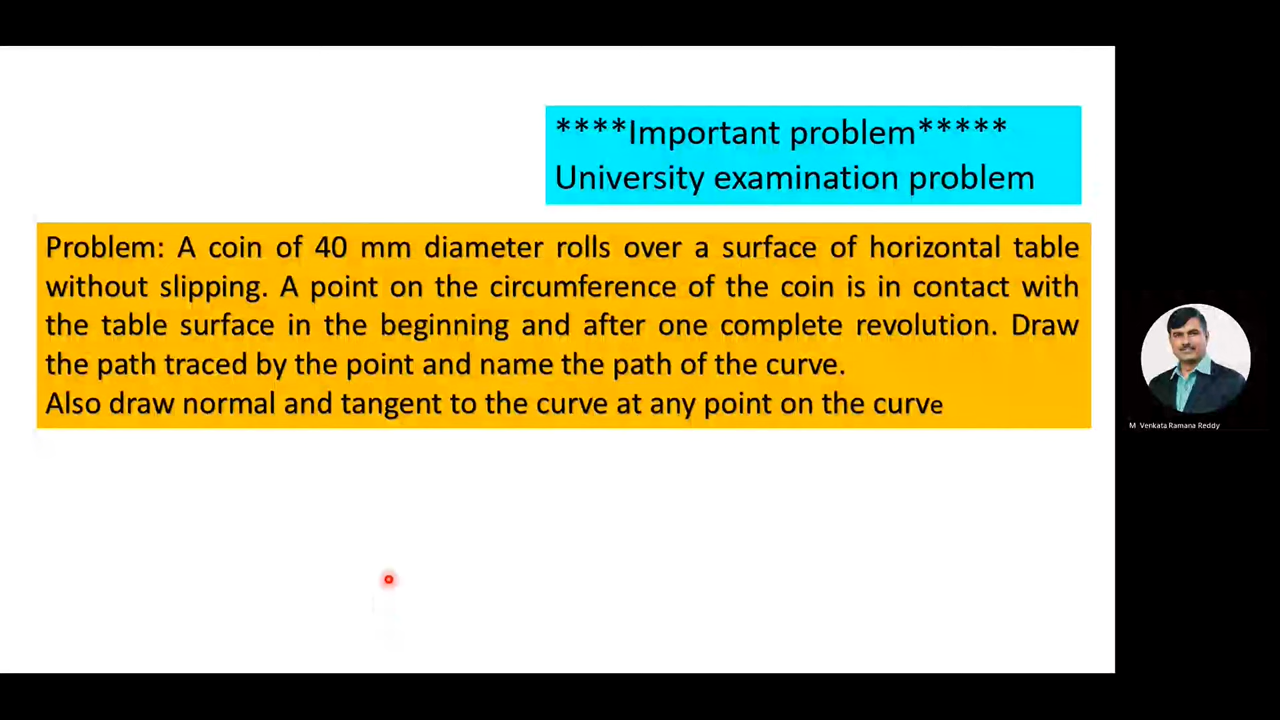 ****Important problem*****
University examination problem
Problem: A coin of 40 mm diameter rolls over a surface of horizontal table
without slipping. A point on the circumference of the coin is in contact with
the table surface in the beginning and after one complete revolution. Draw
the path traced by the point and name the path of the curve.
Also draw normal and tangent to the curve at any point on the curve
M Venkata Ramana Reddy